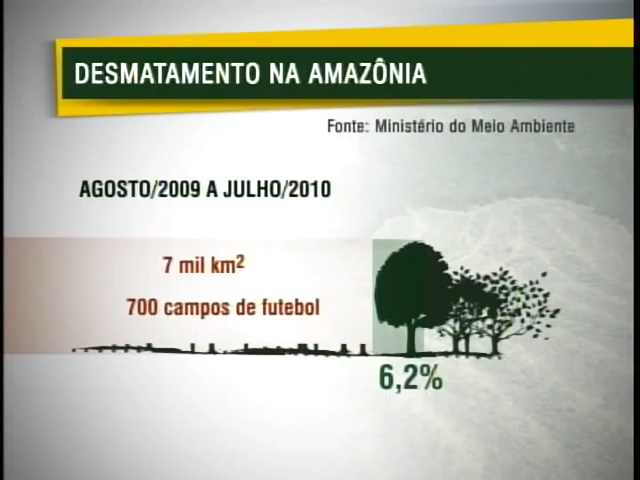 DESMATAMENTO NA AMAZÔNIA
Fonte: Ministério do Meio Ambiente
AGOSTO/2009 A JULHO/2010
7 mil km²
700 campos de futebol
6,2%